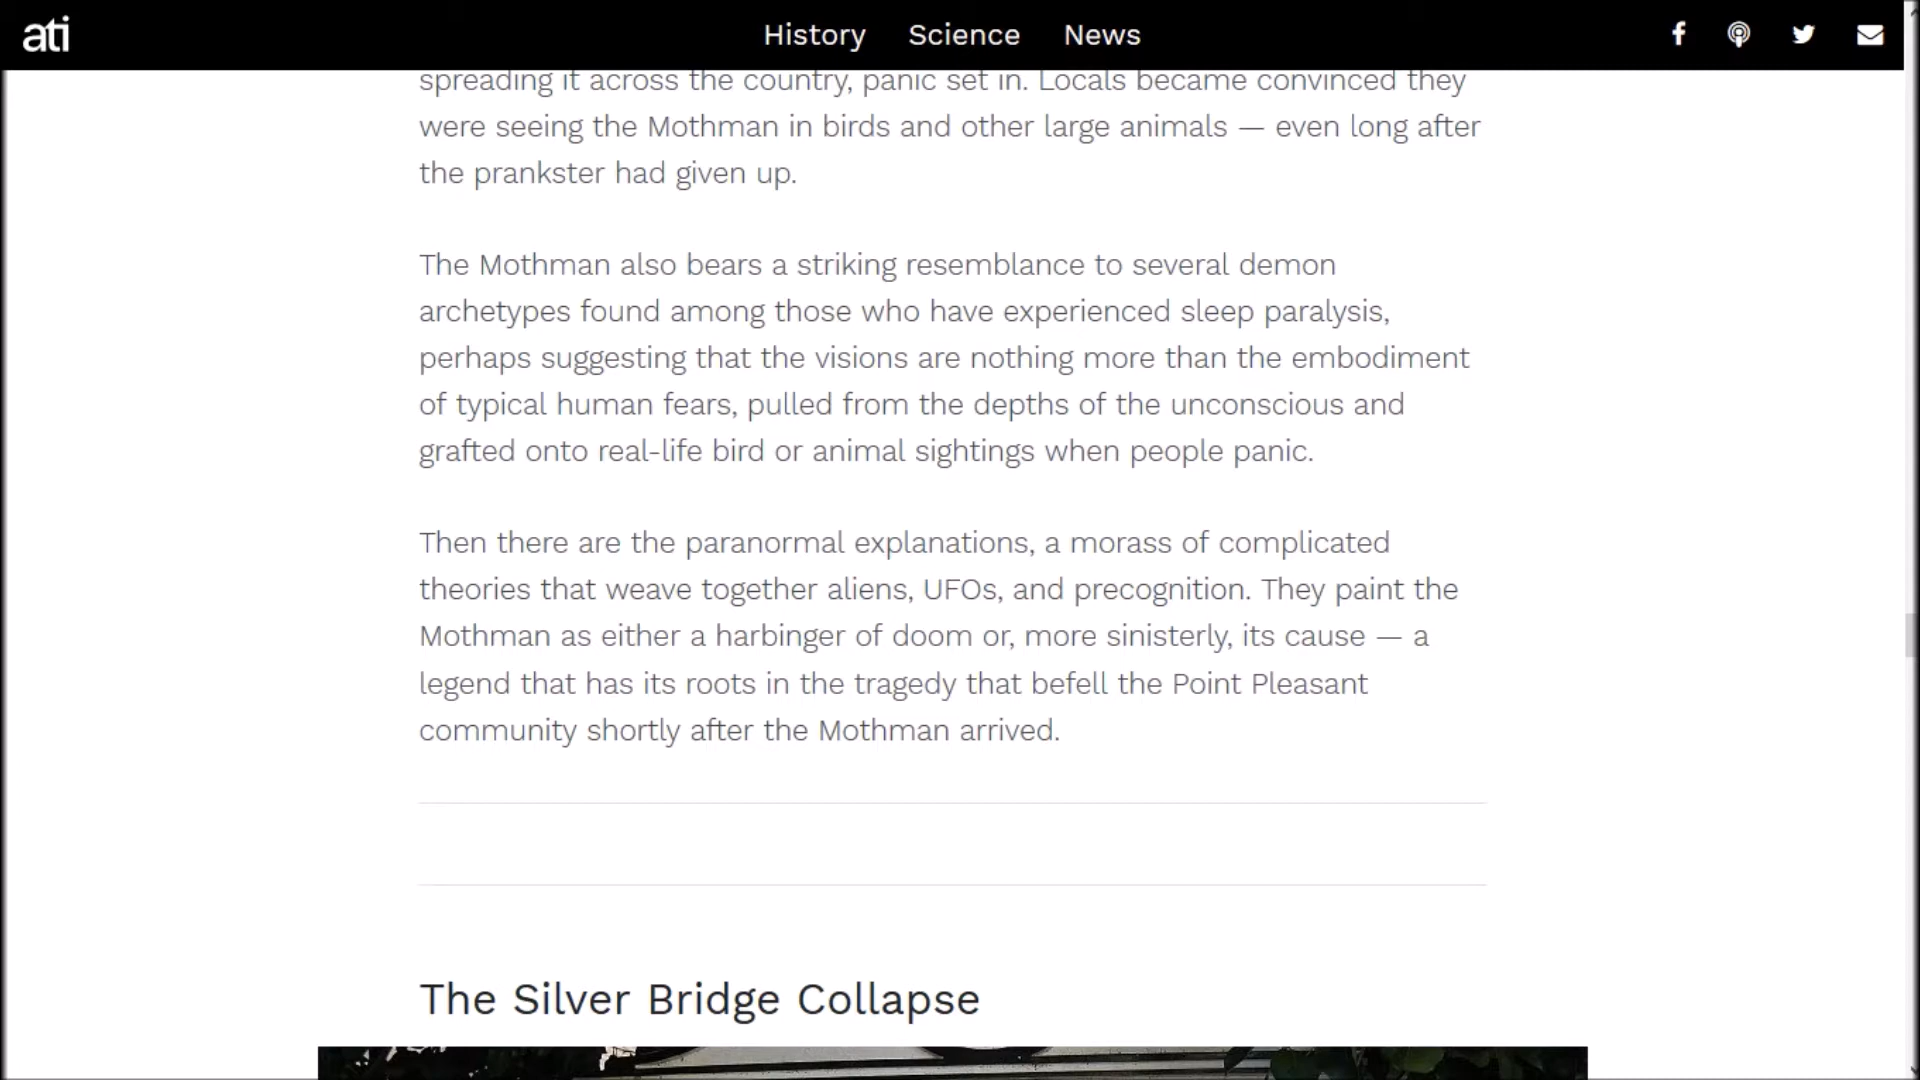 ati
History Science News
spreading it across the country, panic set in. Locals became convinced they
were seeing the Mothman in birds and other large animals — even long after
the prankster had given up.
The Mothman also bears a striking resemblance to several demon
archetypes found among those who have experienced sleep paralysis,
perhaps suggesting that the visions are nothing more than the embodiment
of typical human fears, pulled from the depths of the unconscious and
grafted onto real-life bird or animal sightings when people panic.
Then there are the paranormal explanations, a morass of complicated
theories that weave together aliens, UFOs, and precognition. They paint the
Mothman as either a harbinger of doom or, more sinisterly, its cause — a
legend that has its roots in the tragedy that befell the Point Pleasant
community shortly after the Mothman arrived.
The Silver Bridge Collapse